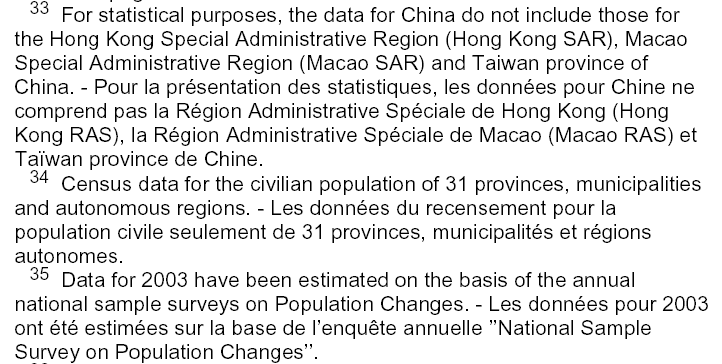 33 For statistical purposes, the data for China do not include those for
the Hong Kong Special Administrative Region (Hong Kong SAR), Macao
Special Administrative Region (Macao SAR) and Taiwan province of
China. - Pour la présentation des statistiques, les données pour Chine ne
comprend pas la Région Administrative Spéciale de Hong Kong (Hong
Kong RAS), la Région Administrative Spéciale de Macao (Macao RAS) et
Taïwan province de Chine.
34 Census data for the civilian population of 31 provinces, municipalities
and autonomous regions. - Les données du recensement pour la
population civile seulement de 31 provinces, municipalités et régions
autonomes.
35 Data for 2003 have been estimated on the basis of the annual
national sample surveys on Population Changes. - Les données pour 2003
ont été estimées sur la base de l’enquête annuelle ”National Sample
Survey on Population Changes’’.